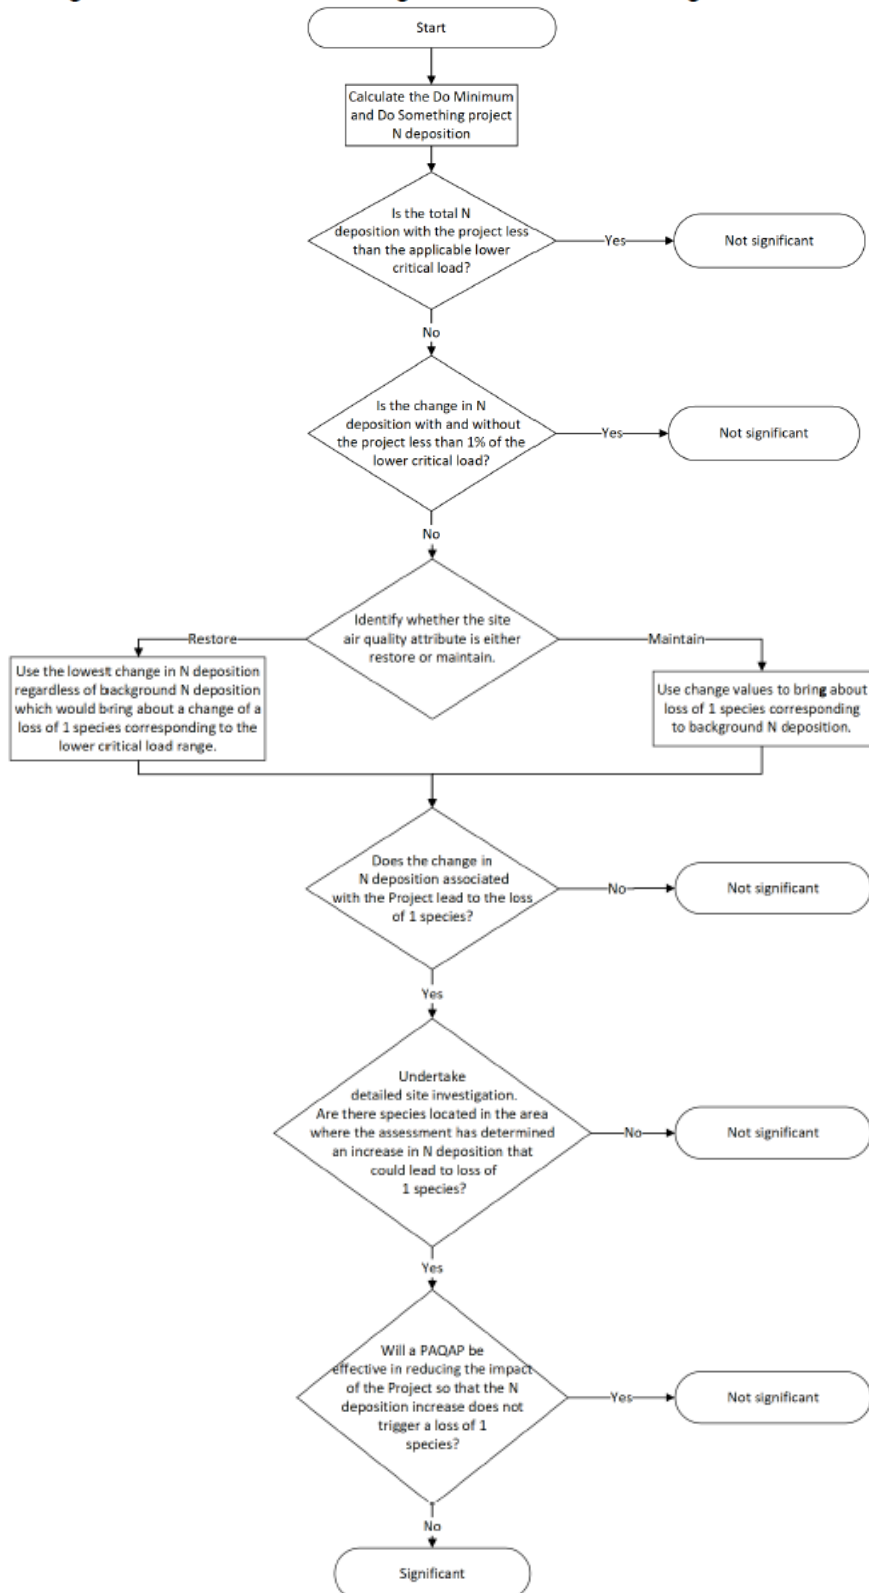 Start
Calculate the Do Minimum
and Do Something project
N deposition
Is the total N
deposition with the project less
than the applicable lower
critical load?
Yes
Not significant
No
Is the change in N
deposition with and without
the project less than 1% of the
lower critical load?
Yes
Not significant
No
Identify whether the site
air quality attribute is either
restore or maintain.
Restore
Maintain
Use the lowest change in N deposition
regardless of background N deposition
which would bring about a change of a
loss of 1 species corresponding to the
lower critical load range.
Use change values to bring about
loss of 1 species corresponding
to background N deposition.
Does the change in
N deposition associated
with the Project lead to the loss
of 1 species?
No
Not significant
Yes
Undertake
detailed site investigation.
Are there species located in the area
where the assessment has determined
an increase in N deposition that
could lead to loss of
1 species?
No
Not significant
Yes
Will a PAQAP be
effective in reducing the impact
of the Project so that the N
deposition increase does not
trigger a loss of 1
species?
Yes
Not significant
No
Significant